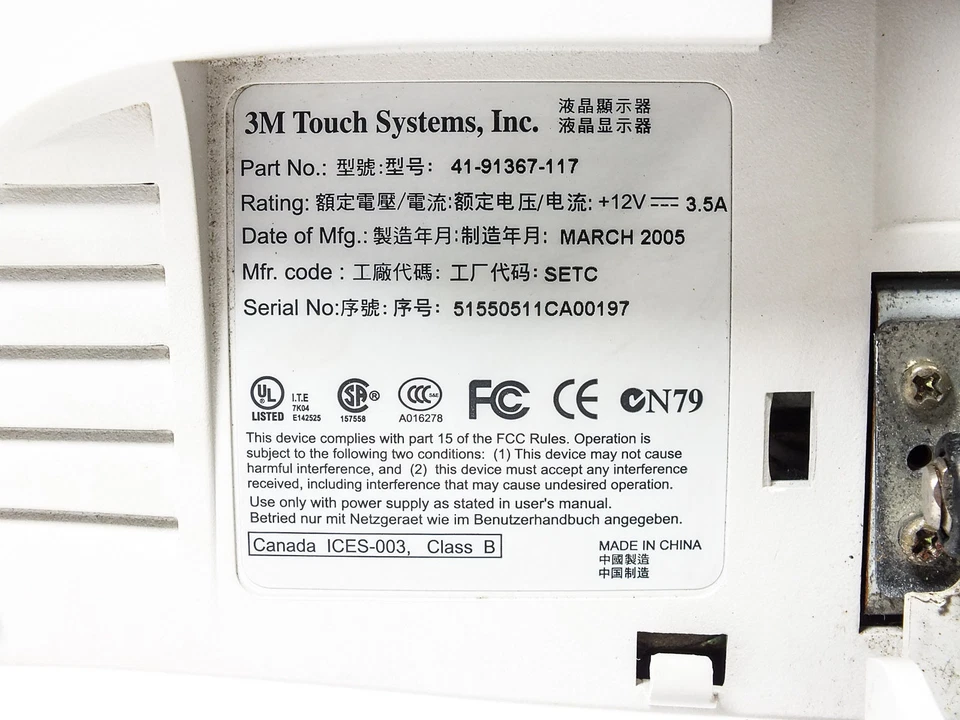 3M Touch Systems, Inc. 液晶顯示器
液晶显示器
Part No.: 型號:型号: 41-91367-117
Rating: 額定電壓/電流:额定电压/电流: +12V⎓ 3.5A
Date of Mfg.: 製造年月:制造年月: MARCH 2005
Mfr. code : 工廠代碼: 工厂代码: SETC
Serial No:序號: 序号: 51550511CA00197
UL LISTED I.T.E 7K04 E142525
SA ® 157558
CCC S&E A016278
FC CE N79
This device complies with part 15 of the FCC Rules. Operation is
subject to the following two conditions: (1) This device may not cause
harmful interference, and (2) this device must accept any interference
received, including interference that may cause undesired operation.
Use only with power supply as stated in user's manual.
Betried nur mit Netzgeraet wie im Benutzerhandbuch angegeben.
Canada ICES-003, Class B
MADE IN CHINA
中國製造
中国制造